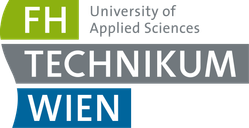 FH
University of
Applied Sciences
TECHNIKUM
WIEN